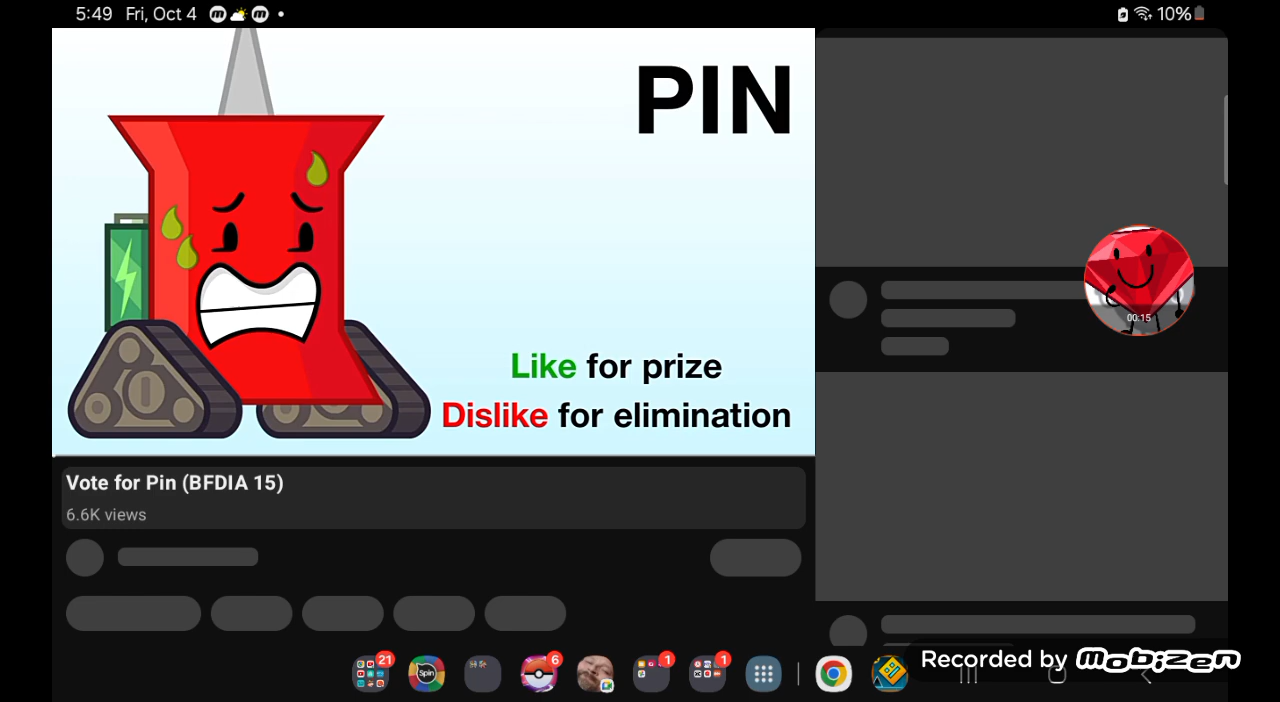 5:49 Fri, Oct 4
10%
PIN
Like for prize
Dislike for elimination
Vote for Pin (BFDIA 15)
6.6K views
00:15
21
Spin
6
1
1
Recorded by mobizen